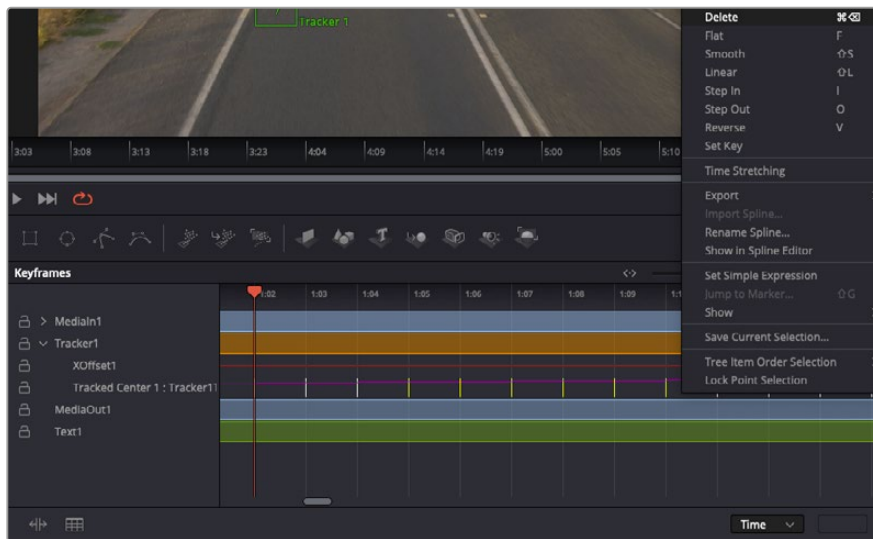 Tracker 1
Delete ⌘⌫
Flat F
Smooth ⇧S
Linear ⇧L
Step In I
Step Out O
Reverse V
Set Key
Time Stretching
Export
Import Spline...
Rename Spline...
Show in Spline Editor
Set Simple Expression
Jump to Marker... ⇧G
Show
Save Current Selection...
Tree Item Order Selection
Lock Point Selection
3:03 3:08 3:13 3:18 3:23 4:04 4:09 4:14 4:19 5:00 5:05 5:10
Keyframes
1:02 1:03 1:04 1:05 1:06 1:07 1:08 1:09
MediaIn1
Tracker1
XOffset1
Tracked Center 1 : Tracker11
MediaOut1
Text1
Time